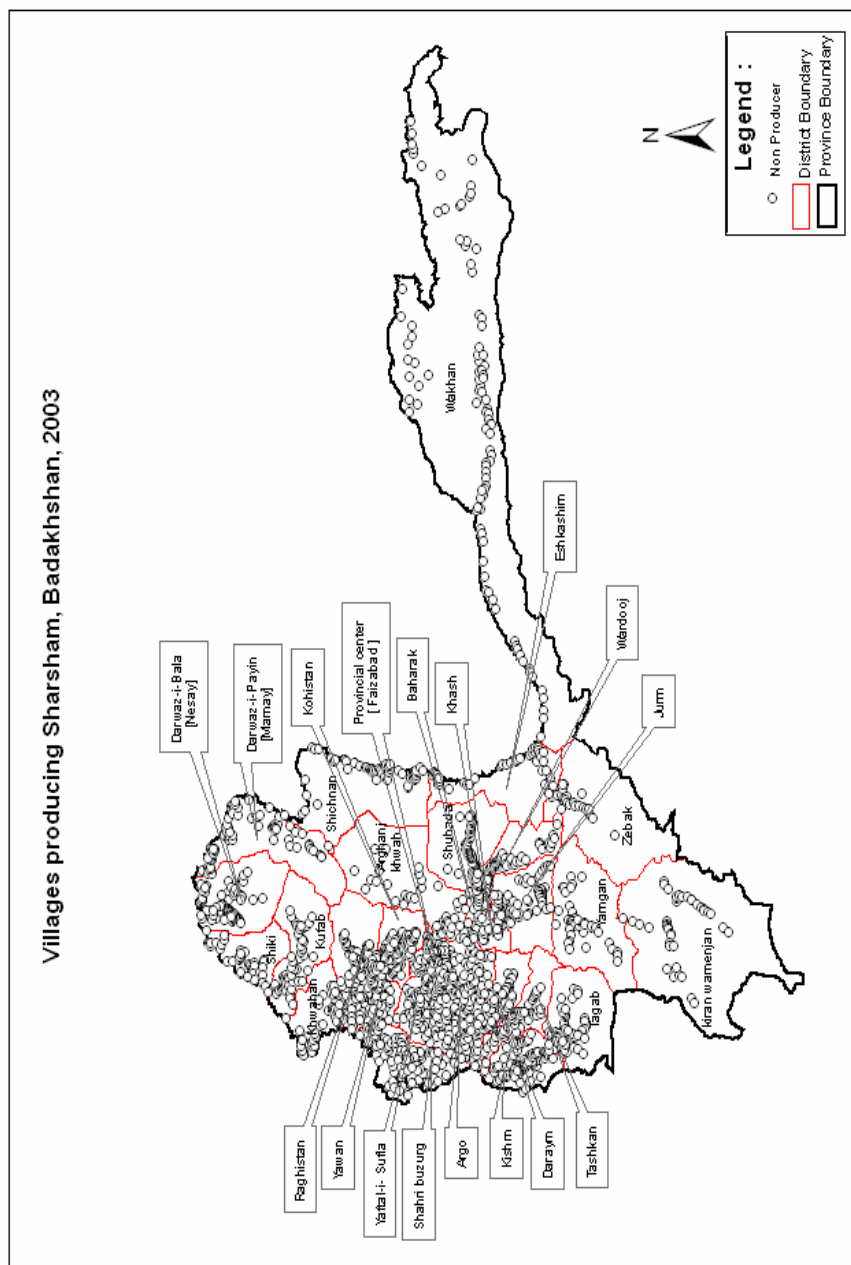 Villages producing Sharsham, Badakhshan, 2003
Darwaz-i-Bala
[Nesay]
Darwaz-i-Payin
[Mamay]
Kohistan
Provincial center
[ Faizabad ]
Baharak
Khash
Eshkashim
Wardooj
Jurm
Raghistan
Yawan
Yaftal-i- Sufla
Shahri buzurg
Argo
Kishm
Daraym
Tashkan
Shiki
Kufab
Khwahan
Shichnan
Arghanj
khwah
Shuhada
Wakhan
Zebak
Yamgan
Tagab
kiran wamenjan
N
Legend :
Non Producer
District Boundary
Province Boundary